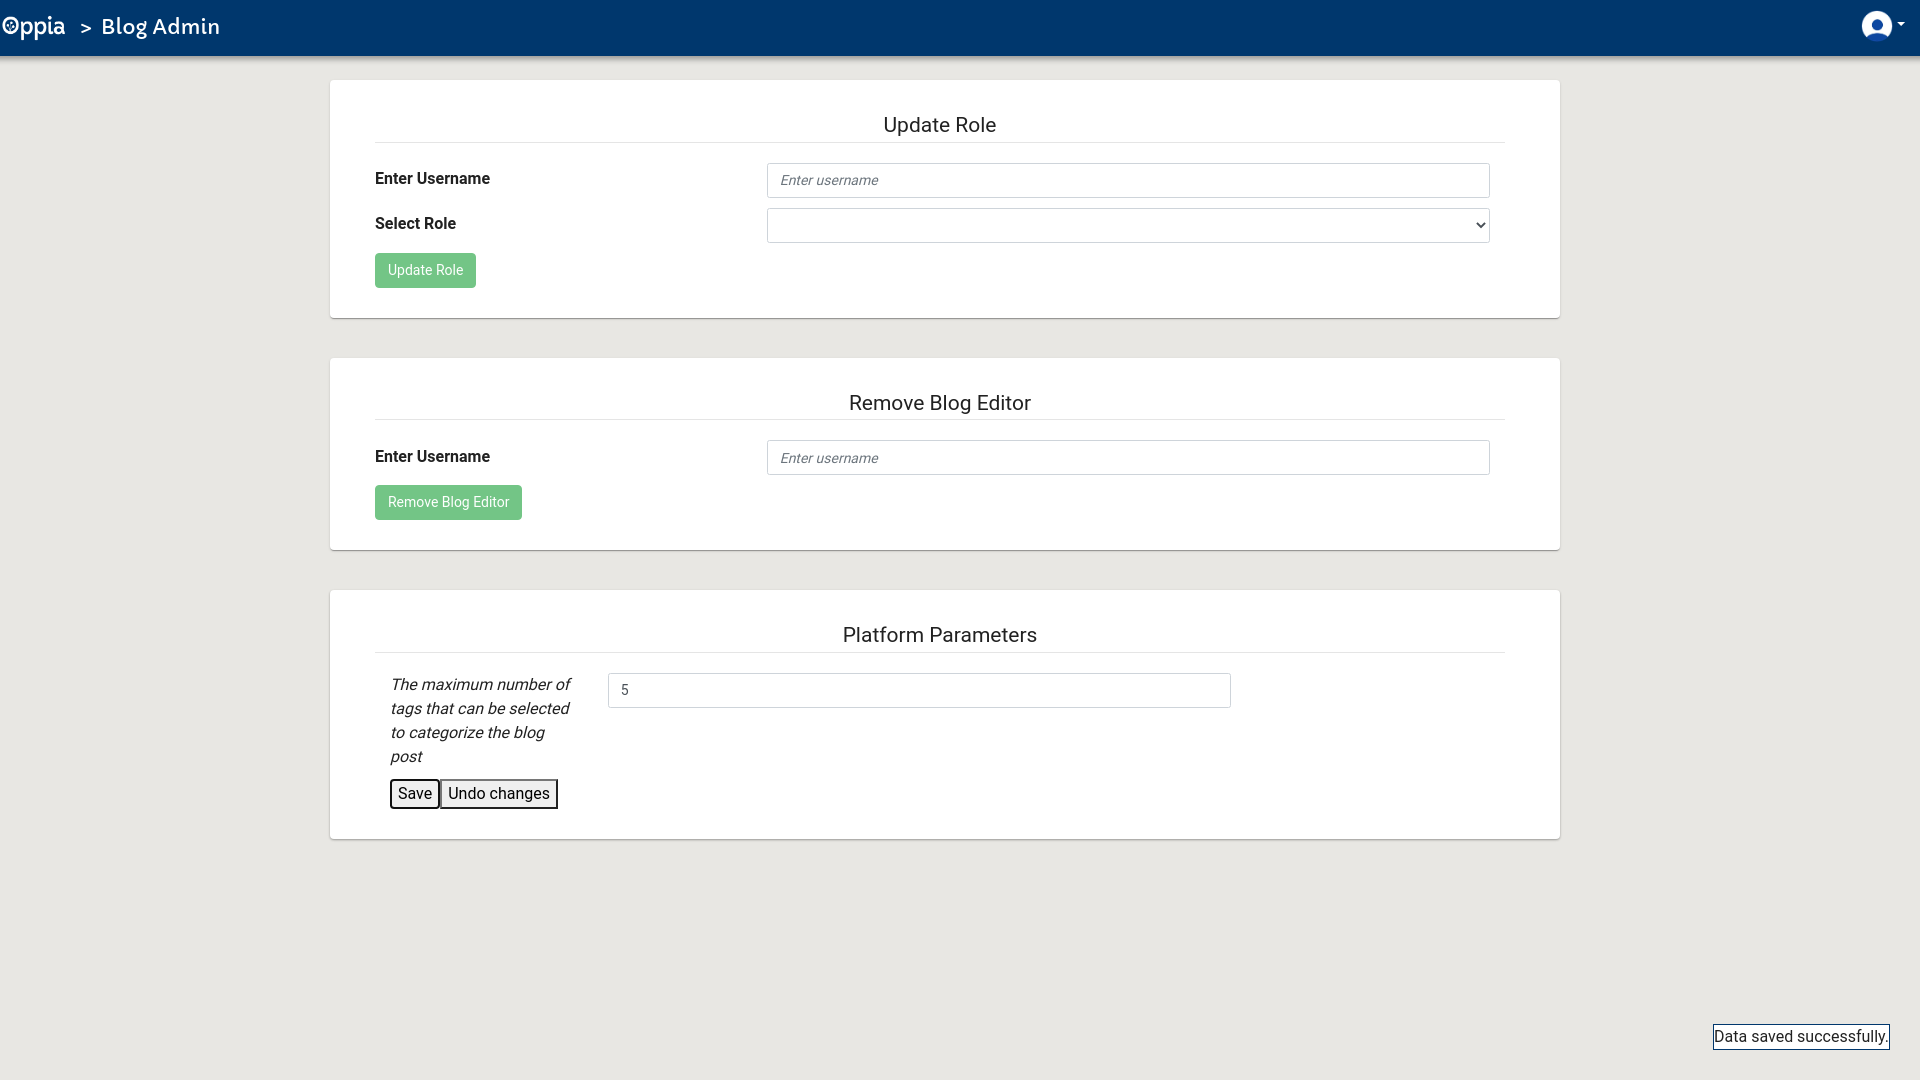 Oppia > Blog Admin
Update Role
Enter Username
Enter username
Select Role
Update Role
Remove Blog Editor
Enter Username
Enter username
Remove Blog Editor
Platform Parameters
The maximum number of
tags that can be selected
to categorize the blog
post
5
Save
Undo changes
Data saved successfully.